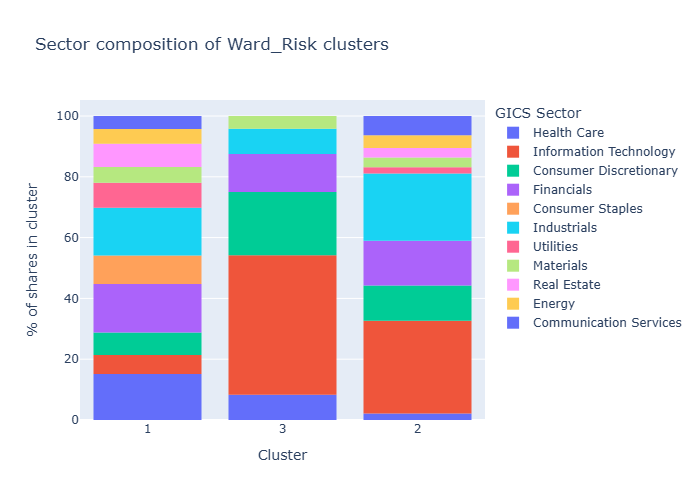 Sector composition of Ward_Risk clusters
100
80
60
40
20
0
% of shares in cluster
1
3
2
Cluster
GICS Sector
Health Care
Information Technology
Consumer Discretionary
Financials
Consumer Staples
Industrials
Utilities
Materials
Real Estate
Energy
Communication Services